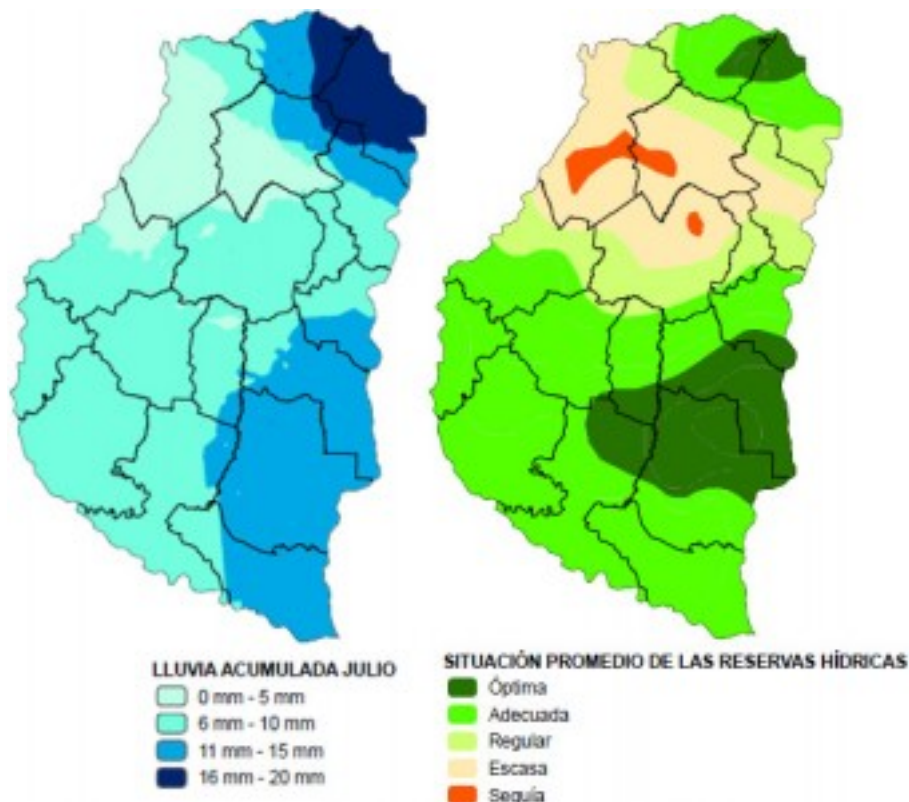 LLUVIA ACUMULADA JULIO
0 mm - 5 mm
6 mm - 10 mm
11 mm - 15 mm
16 mm - 20 mm
SITUACIÓN PROMEDIO DE LAS RESERVAS HÍDRICAS
Óptima
Adecuada
Regular
Escasa
Sequía